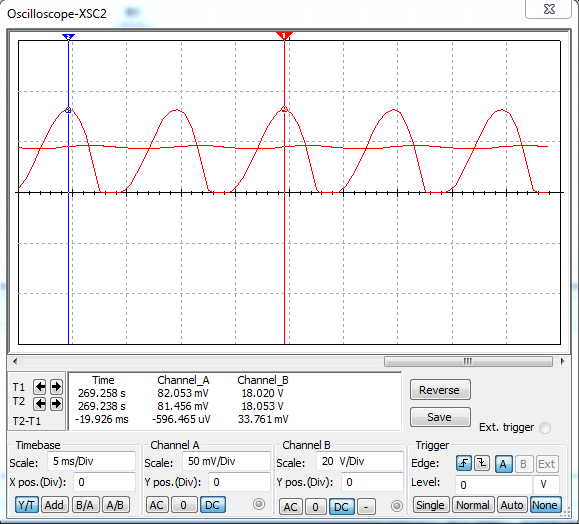 Oscilloscope-XSC2
2
1
Time Channel_A Channel_B
T1 269.258 s 82.053 mV 18.020 V
T2 269.238 s 81.456 mV 18.053 V
T2-T1 -19.926 ms -596.465 uV 33.761 mV
Reverse
Save
Ext. trigger
Timebase
Scale: 5 ms/Div
X pos.(Div): 0
Y/T Add B/A A/B
Channel A
Scale: 50 mV/Div
Y pos.(Div): 0
AC 0 DC
Channel B
Scale: 20 V/Div
Y pos.(Div): 0
AC 0 DC -
Trigger
Edge: A B Ext
Level: 0 V
Single Normal Auto None